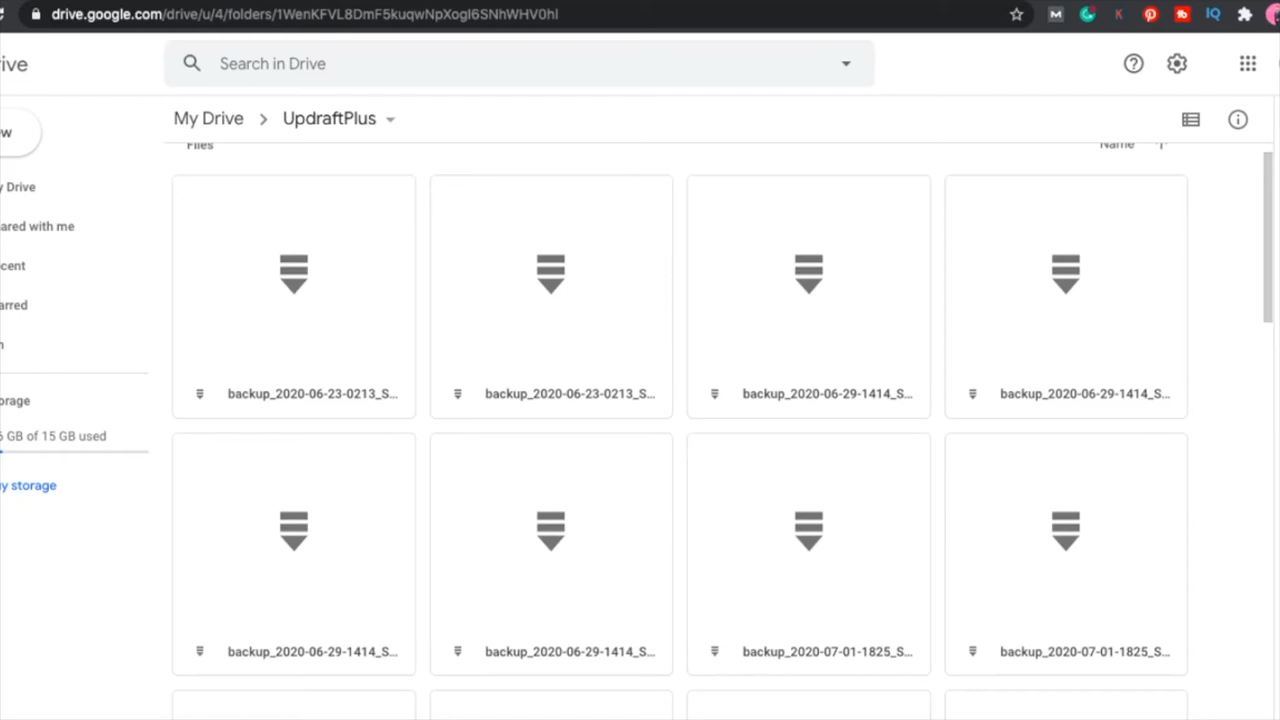 drive.google.com/drive/u/4/folders/1WenKFVL8DmF5kuqwNpXogl6SNhWHV0hl
ive
Search in Drive
My Drive
UpdraftPlus
w
Files
Name
y Drive
ared with me
cent
arred
n
orage
6 GB of 15 GB used
y storage
backup_2020-06-23-0213_S...
backup_2020-06-23-0213_S...
backup_2020-06-29-1414_S...
backup_2020-06-29-1414_S...
backup_2020-06-29-1414_S...
backup_2020-06-29-1414_S...
backup_2020-07-01-1825_S...
backup_2020-07-01-1825_S...